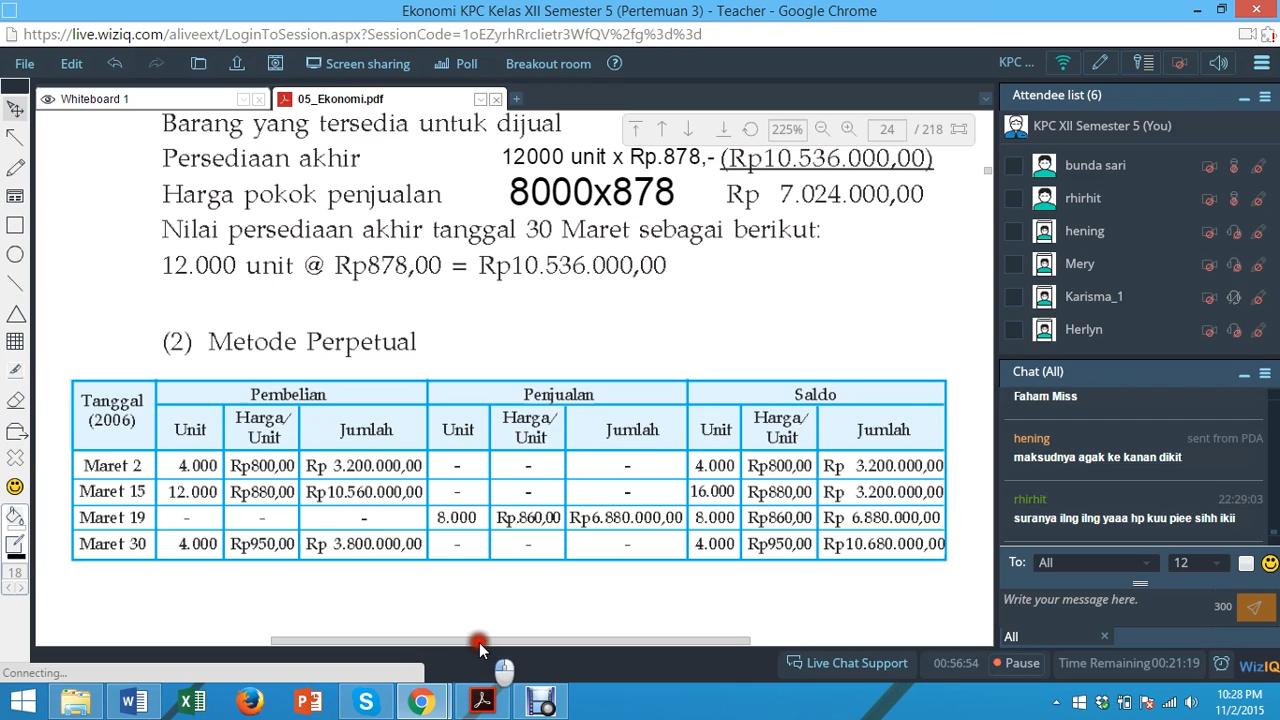 Ekonomi KPC Kelas XII Semester 5 (Pertemuan 3) - Teacher - Google Chrome
https://live.wiziq.com/aliveext/LoginToSession.aspx?SessionCode=1oEZyrhRrclietr3WfQV%2fg%3d%3d
File Edit Screen sharing Poll Breakout room KPC ...
Whiteboard 1 05_Ekonomi.pdf
225% 24 / 218
Barang yang tersedia untuk dijual
Persediaan akhir 12000 unit x Rp.878,- (Rp10.536.000,00)
Harga pokok penjualan 8000x878 Rp 7.024.000,00
Nilai persediaan akhir tanggal 30 Maret sebagai berikut:
12.000 unit @ Rp878,00 = Rp10.536.000,00
(2) Metode Perpetual
Tanggal (2006) Pembelian Penjualan Saldo
Unit Harga/ Unit Jumlah Unit Harga/ Unit Jumlah Unit Harga/ Unit Jumlah
Maret 2 4.000 Rp800,00 Rp 3.200.000,00 - - - 4.000 Rp800,00 Rp 3.200.000,00
Maret 15 12.000 Rp880,00 Rp10.560.000,00 - - - 16.000 Rp880,00 Rp 3.200.000,00
Maret 19 - - - 8.000 Rp.860,00 Rp6.880.000,00 8.000 Rp860,00 Rp 6.880.000,00
Maret 30 4.000 Rp950,00 Rp 3.800.000,00 - - - 4.000 Rp950,00 Rp10.680.000,00
18
Connecting...
Attendee list (6)
KPC XII Semester 5 (You)
bunda sari
rhirhit
hening
Mery
Karisma_1
Herlyn
Chat (All)
Faham Miss
hening sent from PDA
maksudnya agak ke kanan dikit
rhirhit 22:29:03
suranya ilng ilng yaaa hp kuu piee sihh ikii
To: All 12
Write your message here. 300
All
Live Chat Support 00:56:54 Pause Time Remaining 00:21:19 WizIQ
10:28 PM
11/2/2015